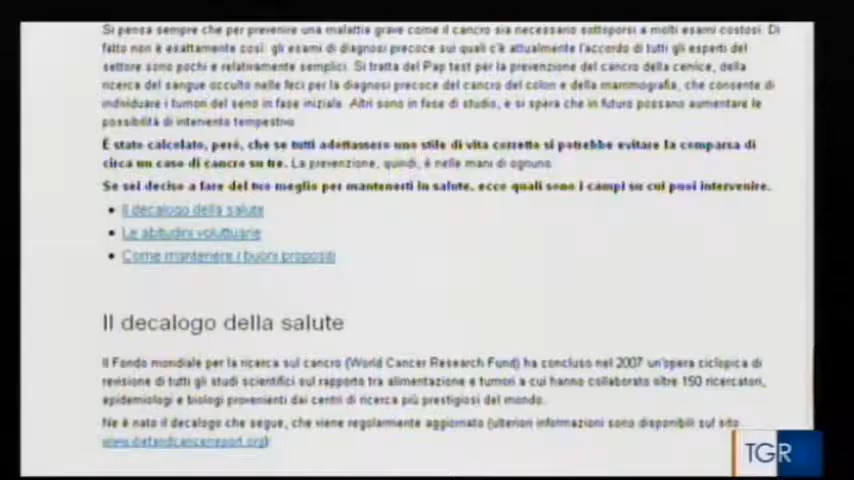 Si pensa sempre che per prevenire una malattia grave come il cancro sia necessario sottoporsi a molti esami costosi. Di
fatto non è esattamente così: gli esami di diagnosi precoce sui quali c'è attualmente l'accordo di tutti gli esperti del
settore sono pochi e relativamente semplici. Si tratta del Pap test per la prevenzione del cancro della cervice, della
ricerca del sangue occulto nelle feci per la diagnosi precoce del cancro del colon e della mammografia, che consente di
individuare i tumori del seno in fase iniziale. Altri sono in fase di studio, e si spera che in futuro possano aumentare le
possibilità di intervento tempestivo.
È stato calcolato, però, che se tutti adottassero uno stile di vita corretto si potrebbe evitare la comparsa di
circa un caso di cancro su tre. La prevenzione, quindi, è nelle mani di ognuno.
Se sei deciso a fare del tuo meglio per mantenerti in salute, ecco quali sono i campi su cui puoi intervenire.
• Il decalogo della salute
• Le abitudini voluttuarie
• Come mantenere i buoni propositi
Il decalogo della salute
Il Fondo mondiale per la ricerca sul cancro (World Cancer Research Fund) ha concluso nel 2007 un'opera ciclopica di
revisione di tutti gli studi scientifici sul rapporto tra alimentazione e tumori a cui hanno collaborato oltre 150 ricercatori,
epidemiologi e biologi provenienti dai centri di ricerca più prestigiosi del mondo.
Ne è nato il decalogo che segue, che viene regolarmente aggiornato (ulteriori informazioni sono disponibili sul sito
www.dietandcancerreport.org)
TGR